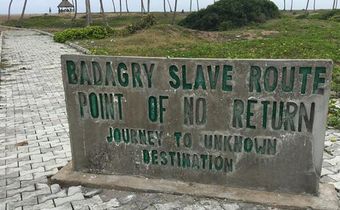 BADAGRY SLAVE ROUTE
POINT OF NO RETURN
JOURNEY TO UNKNOWN
DESTINATION